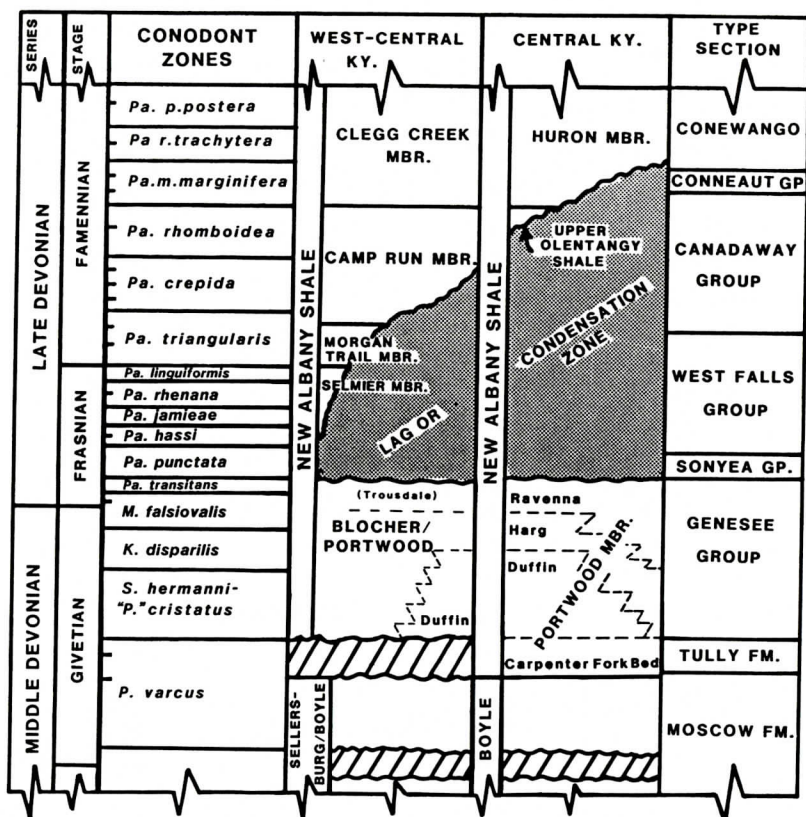 SERIES
STAGE
CONODONT
ZONES
WEST-CENTRAL
KY.
CENTRAL KY.
TYPE
SECTION
LATE DEVONIAN
MIDDLE DEVONIAN
FAMENNIAN
FRASNIAN
GIVETIAN
Pa. p.postera
Pa r.trachytera
Pa.m.marginifera
Pa. rhomboidea
Pa. crepida
Pa. triangularis
Pa. linguiformis
Pa. rhenana
Pa. jamieae
Pa. hassi
Pa. punctata
Pa. transitans
M. falsiovalis
K. disparilis
S. hermanni-
"P." cristatus
P. varcus
NEW ALBANY SHALE
SELLERS-
BURG/BOYLE
CLEGG CREEK
MBR.
CAMP RUN MBR.
MORGAN
TRAIL MBR.
SELMIER MBR.
LAG OR
(Trousdale)
BLOCHER/
PORTWOOD
Duffin
NEW ALBANY SHALE
BOYLE
HURON MBR.
UPPER
OLENTANGY
SHALE
CONDENSATION
ZONE
Ravenna
Harg
Duffin
PORTWOOD MBR.
Carpenter Fork Bed
CONEWANGO
CONNEAUT GP
CANADAWAY
GROUP
WEST FALLS
GROUP
SONYEA GP.
GENESEE
GROUP
TULLY FM.
MOSCOW FM.